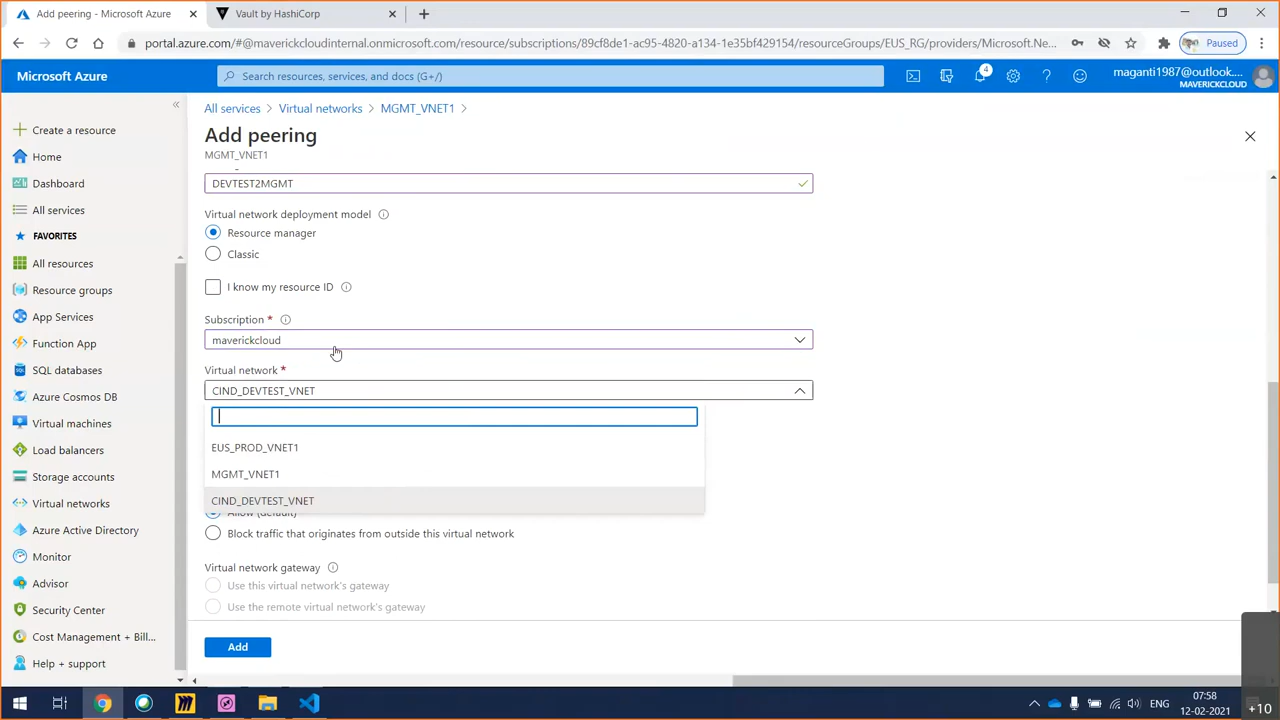 Add peering - Microsoft Azure
Vault by HashiCorp
portal.azure.com/#@maverickcloudinternal.onmicrosoft.com/resource/subscriptions/89cf8de1-ac95-4820-a134-1e35bf429154/resourceGroups/EUS_RG/providers/Microsoft.Ne...
Paused
Microsoft Azure
Search resources, services, and docs (G+/)
4
maganti1987@outlook....
MAVERICKCLOUD
Create a resource
Home
Dashboard
All services
FAVORITES
All resources
Resource groups
App Services
Function App
SQL databases
Azure Cosmos DB
Virtual machines
Load balancers
Storage accounts
Virtual networks
Azure Active Directory
Monitor
Advisor
Security Center
Cost Management + Bill...
Help + support
All services > Virtual networks > MGMT_VNET1 >
Add peering
MGMT_VNET1
DEVTEST2MGMT
Virtual network deployment model
Resource manager
Classic
I know my resource ID
Subscription *
maverickcloud
Virtual network *
CIND_DEVTEST_VNET
EUS_PROD_VNET1
MGMT_VNET1
CIND_DEVTEST_VNET
Allow (default)
Block traffic that originates from outside this virtual network
Virtual network gateway
Use this virtual network's gateway
Use the remote virtual network's gateway
Add
ENG
07:58
12-02-2021
+10